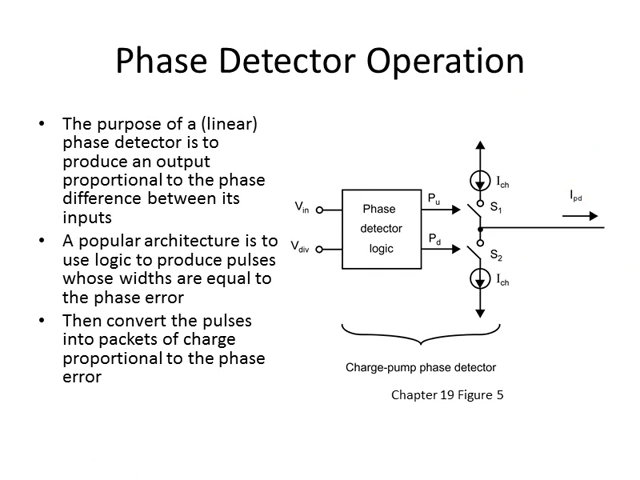 Phase Detector Operation
• The purpose of a (linear)
phase detector is to
produce an output
proportional to the phase
difference between its
inputs
• A popular architecture is to
use logic to produce pulses
whose widths are equal to
the phase error
• Then convert the pulses
into packets of charge
proportional to the phase
error
Ich
Ipd
Vin
Phase
detector
logic
Pu
S1
Vdiv
Pd
S2
Ich
Charge-pump phase detector
Chapter 19 Figure 5